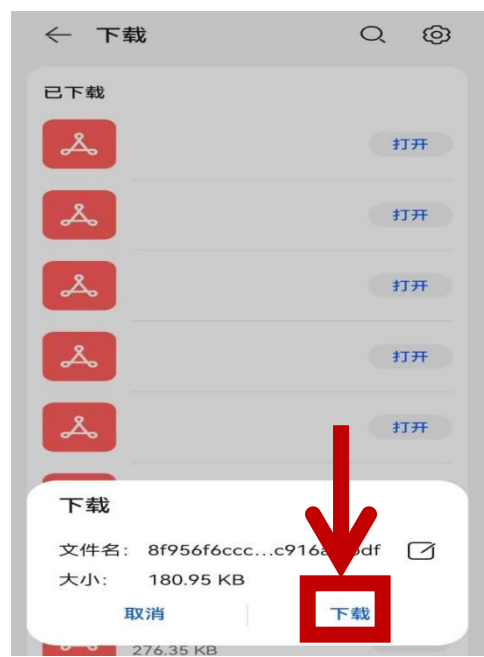 下载
已下载
打开
打开
打开
打开
打开
下载
文件名: 8f956f6ccc...c916a
大小: 180.95 KB
取消 下载
276.35 KB